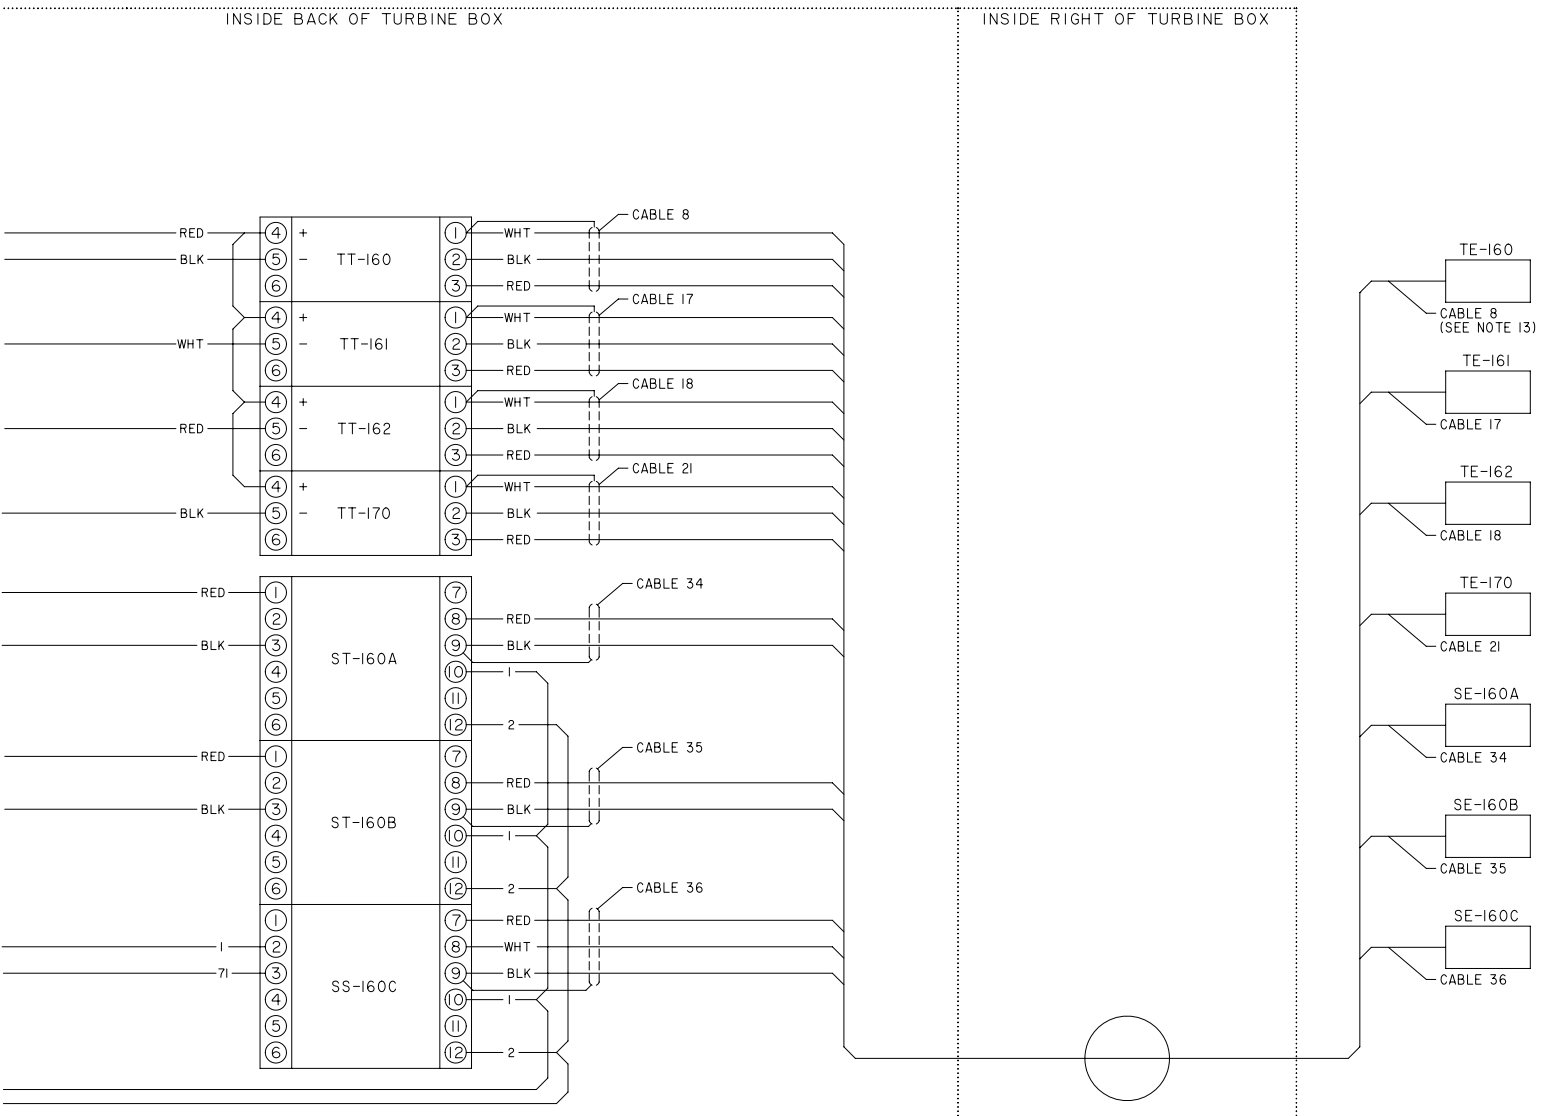 INSIDE BACK OF TURBINE BOX
INSIDE RIGHT OF TURBINE BOX
RED 4 + TT-160 1 WHT CABLE 8
BLK 5 - 2 BLK
6 3 RED
4 + TT-161 1 WHT CABLE 17
WHT 5 - 2 BLK
6 3 RED
4 + TT-162 1 WHT CABLE 18
RED 5 - 2 BLK
6 3 RED
4 + TT-170 1 WHT CABLE 21
BLK 5 - 2 BLK
6 3 RED
RED 1 ST-160A 7 CABLE 34
2 8 RED
BLK 3 9 BLK
4 10 1
5 11
6 12 2
RED 1 ST-160B 7 CABLE 35
2 8 RED
BLK 3 9 BLK
4 10 1
5 11
6 12 2
1 SS-160C 7 RED CABLE 36
1 2 8 WHT
71 3 9 BLK
4 10 1
5 11
6 12 2
TE-160
CABLE 8
(SEE NOTE 13)
TE-161
CABLE 17
TE-162
CABLE 18
TE-170
CABLE 21
SE-160A
CABLE 34
SE-160B
CABLE 35
SE-160C
CABLE 36